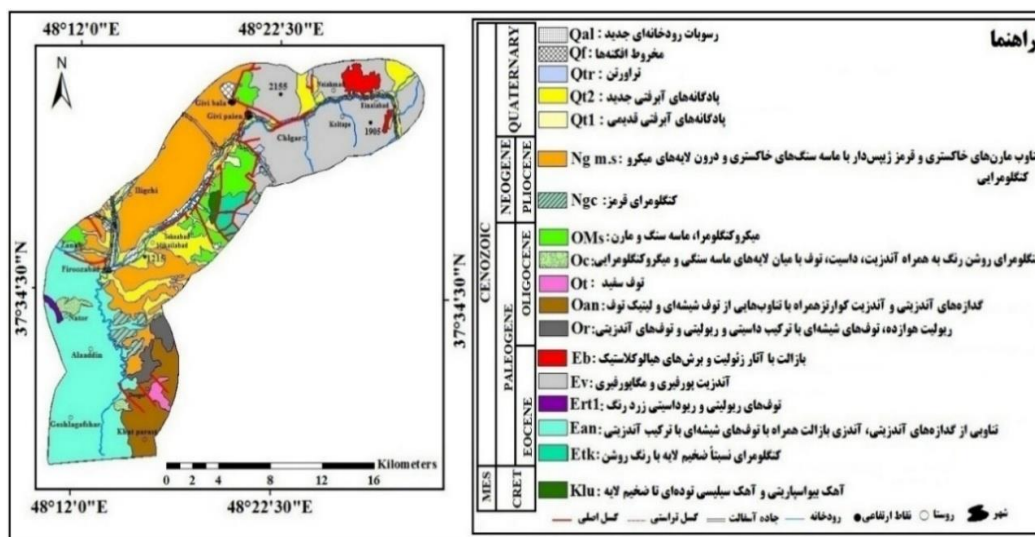 48°12'0"E
48°22'30"E
N
37°34'30"N
37°34'30"N
2155
Givi bala
Givi paien
Chlgar
Kultapa
1905
Iligchi
1215
Firoozabad
Alaaddin
Kilometers
0 2 4 8 12 16
48°12'0"E
48°22'30"E
راهنما
CENOZOIC
QUATERNARY
NEOGENE
PLIOCENE
PALEOGENE
OLIGOCENE
EOCENE
MES
CRET
Qal : رسوبات رودخانه‌ای جدید
Qf : مخروط افکنه‌ها
Qtr : تراورتن
Qt2 : پادگانه‌های آبرفتی جدید
Qt1 : پادگانه‌های آبرفتی قدیمی
Ng m.s : تناوب مارن‌های خاکستری و قرمز ژیپس‌دار با ماسه سنگ‌های خاکستری و درون لایه‌های میکرو
کنگلومرایی
Ngc : کنگلومرای قرمز
OMs : میکروکنگلومرا، ماسه سنگ و مارن
Oc : کنگلومرای روشن رنگ به همراه آندزیت، داسیت، توف با میان لایه‌های ماسه سنگی و میکروکنگلومرایی
Ot : توف سفید
Oan : گدازه‌های آندزیتی و آندزیت کوارتزهمراه با تناوب‌هایی از توف شیشه‌ای و لیتیک توف
Or : ریولیت هوازده، توف‌های شیشه‌ای با ترکیب داسیتی و ریولیتی و توف‌های آندزیتی
Eb : بازالت با آثار زئولیت و برش‌های هیالوکلاستیک
Ev : آندزیت پورفیری و مگاپورفیری
Ert1 : توف‌های ریولیتی و ریوداسیتی زرد رنگ
Ean : تناوبی از گدازه‌های آندزیتی، آندزی بازالت همراه با توف‌های شیشه‌ای با ترکیب آندزیتی
Etk : کنگلومرای نسبتاً ضخیم لایه با رنگ روشن
Klu : آهک بیواسپاریتی و آهک سیلیسی توده‌ای تا ضخیم لایه
شهر روستا نقاط ارتفاعی رودخانه جاده آسفالت گسل تراستی گسل اصلی